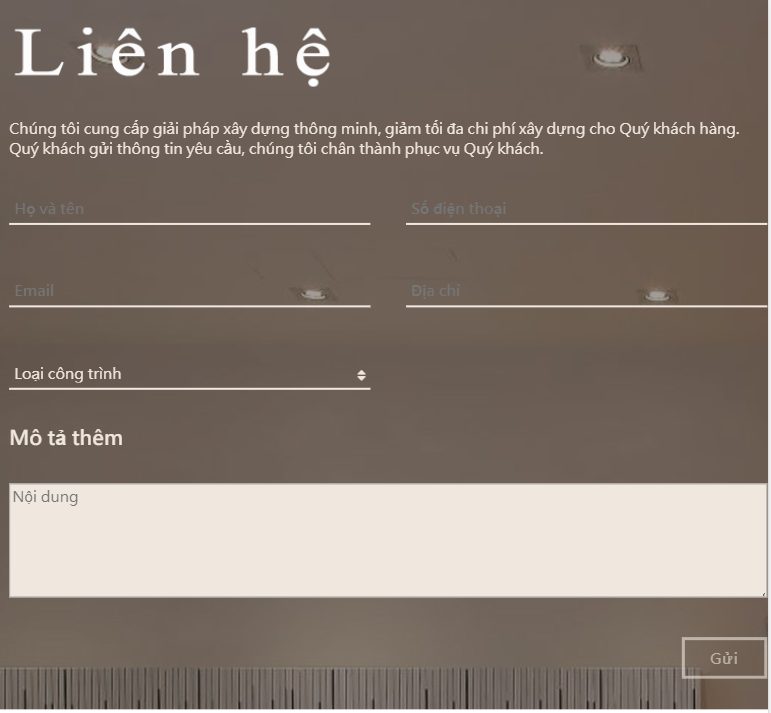 Liên hệ
Chúng tôi cung cấp giải pháp xây dựng thông minh, giảm tối đa chi phí xây dựng cho Quý khách hàng.
Quý khách gửi thông tin yêu cầu, chúng tôi chân thành phục vụ Quý khách.
Họ và tên
Số điện thoại
Email
Địa chỉ
Loại công trình
Mô tả thêm
Nội dung
Gửi